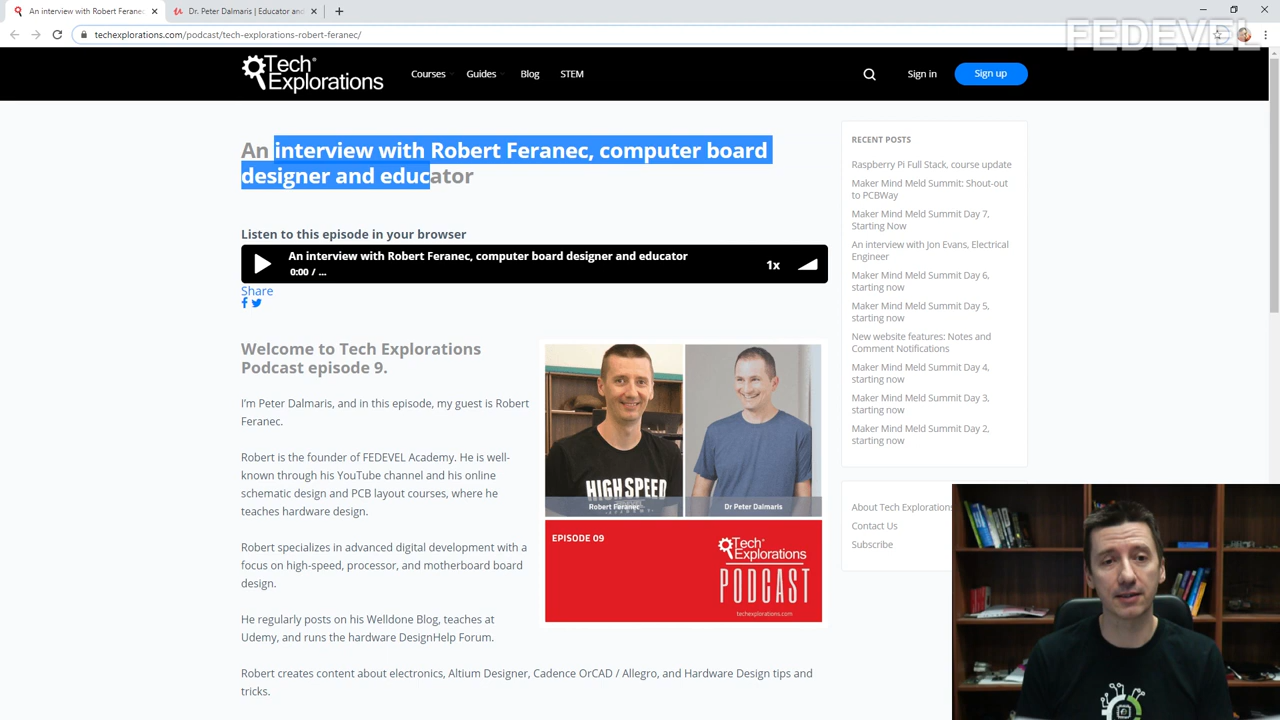 An interview with Robert Feranec
Dr. Peter Dalmaris | Educator and
techexplorations.com/podcast/tech-explorations-robert-feranec/
FEDEVEL
Tech
Explorations
Courses
Guides
Blog
STEM
Sign in
Sign up
An interview with Robert Feranec, computer board
designer and educator
Listen to this episode in your browser
An interview with Robert Feranec, computer board designer and educator
0:00 / ...
1x
Share
Welcome to Tech Explorations
Podcast episode 9.
I'm Peter Dalmaris, and in this episode, my guest is Robert
Feranec.
Robert is the founder of FEDEVEL Academy. He is well-
known through his YouTube channel and his online
schematic design and PCB layout courses, where he
teaches hardware design.
Robert specializes in advanced digital development with a
focus on high-speed, processor, and motherboard board
design.
He regularly posts on his Welldone Blog, teaches at
Udemy, and runs the hardware DesignHelp Forum.
Robert creates content about electronics, Altium Designer, Cadence OrCAD / Allegro, and Hardware Design tips and
tricks.
HIGH SPEED
Robert Feranec
Dr Peter Dalmaris
EPISODE 09
Tech
Explorations
PODCAST
techexplorations.com
RECENT POSTS
Raspberry Pi Full Stack, course update
Maker Mind Meld Summit: Shout-out
to PCBWay
Maker Mind Meld Summit Day 7,
Starting Now
An interview with Jon Evans, Electrical
Engineer
Maker Mind Meld Summit Day 6,
starting now
Maker Mind Meld Summit Day 5,
starting now
New website features: Notes and
Comment Notifications
Maker Mind Meld Summit Day 4,
starting now
Maker Mind Meld Summit Day 3,
starting now
Maker Mind Meld Summit Day 2,
starting now
About Tech Explorations
Contact Us
Subscribe